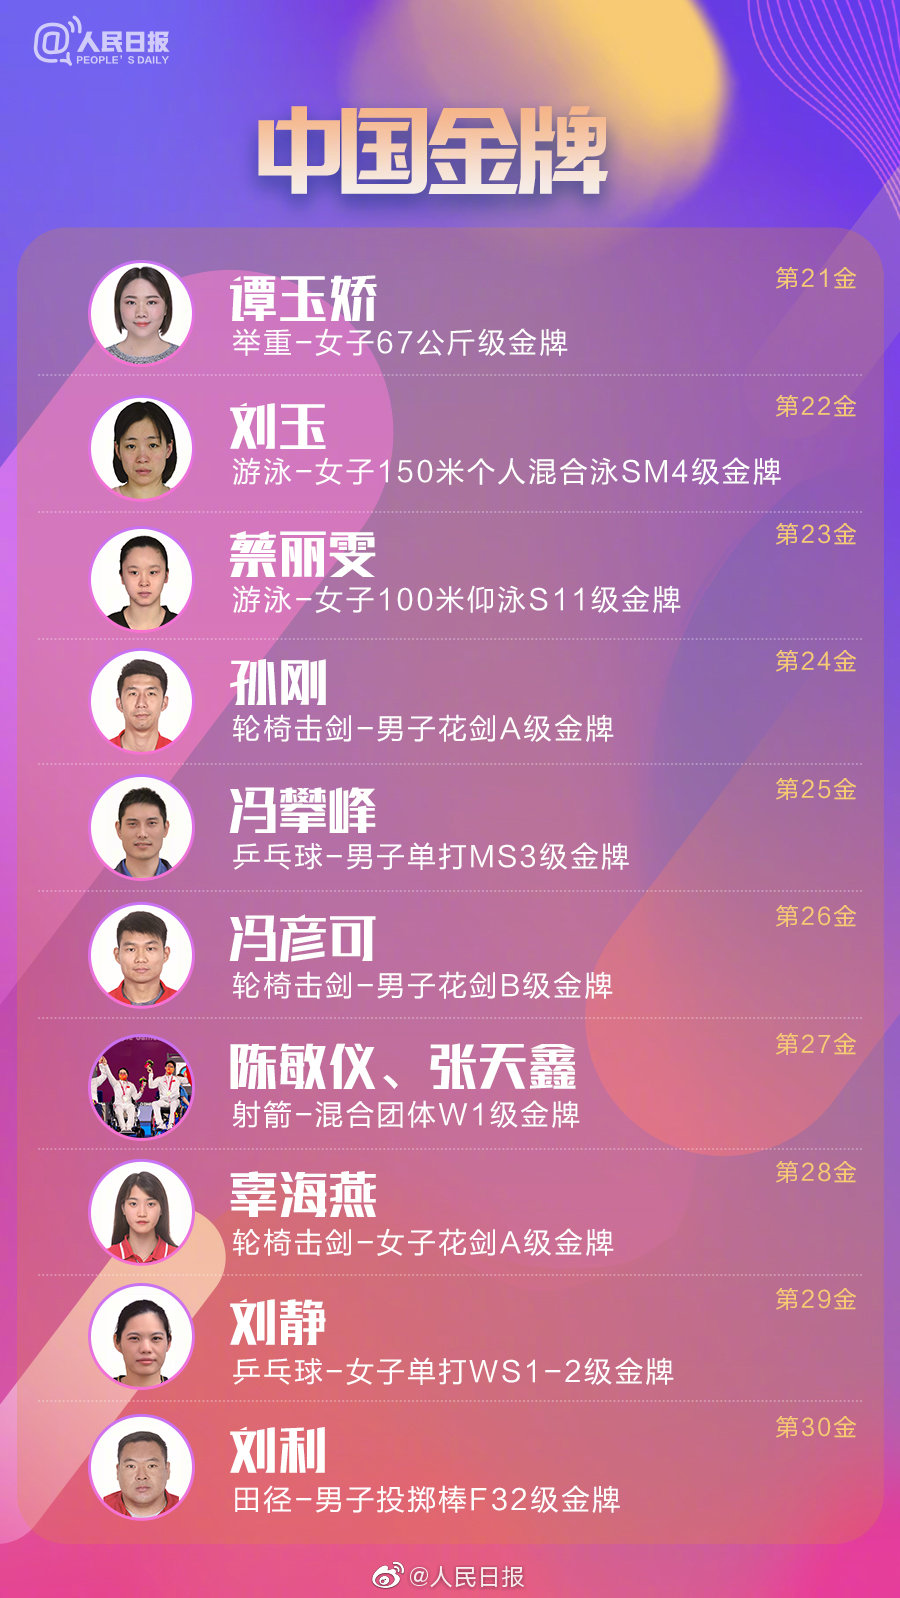 @人民日报
PEOPLE'S DAILY
中国金牌
第21金
谭玉娇
举重-女子67公斤级金牌
第22金
刘玉
游泳-女子150米个人混合泳SM4级金牌
第23金
蔡丽雯
游泳-女子100米仰泳S11级金牌
第24金
孙刚
轮椅击剑-男子花剑A级金牌
第25金
冯攀峰
乒乓球-男子单打MS3级金牌
第26金
冯彦可
轮椅击剑-男子花剑B级金牌
第27金
陈敏仪、张天鑫
射箭-混合团体W1级金牌
第28金
辜海燕
轮椅击剑-女子花剑A级金牌
第29金
刘静
乒乓球-女子单打WS1-2级金牌
第30金
刘利
田径-男子投掷棒F32级金牌
@人民日报